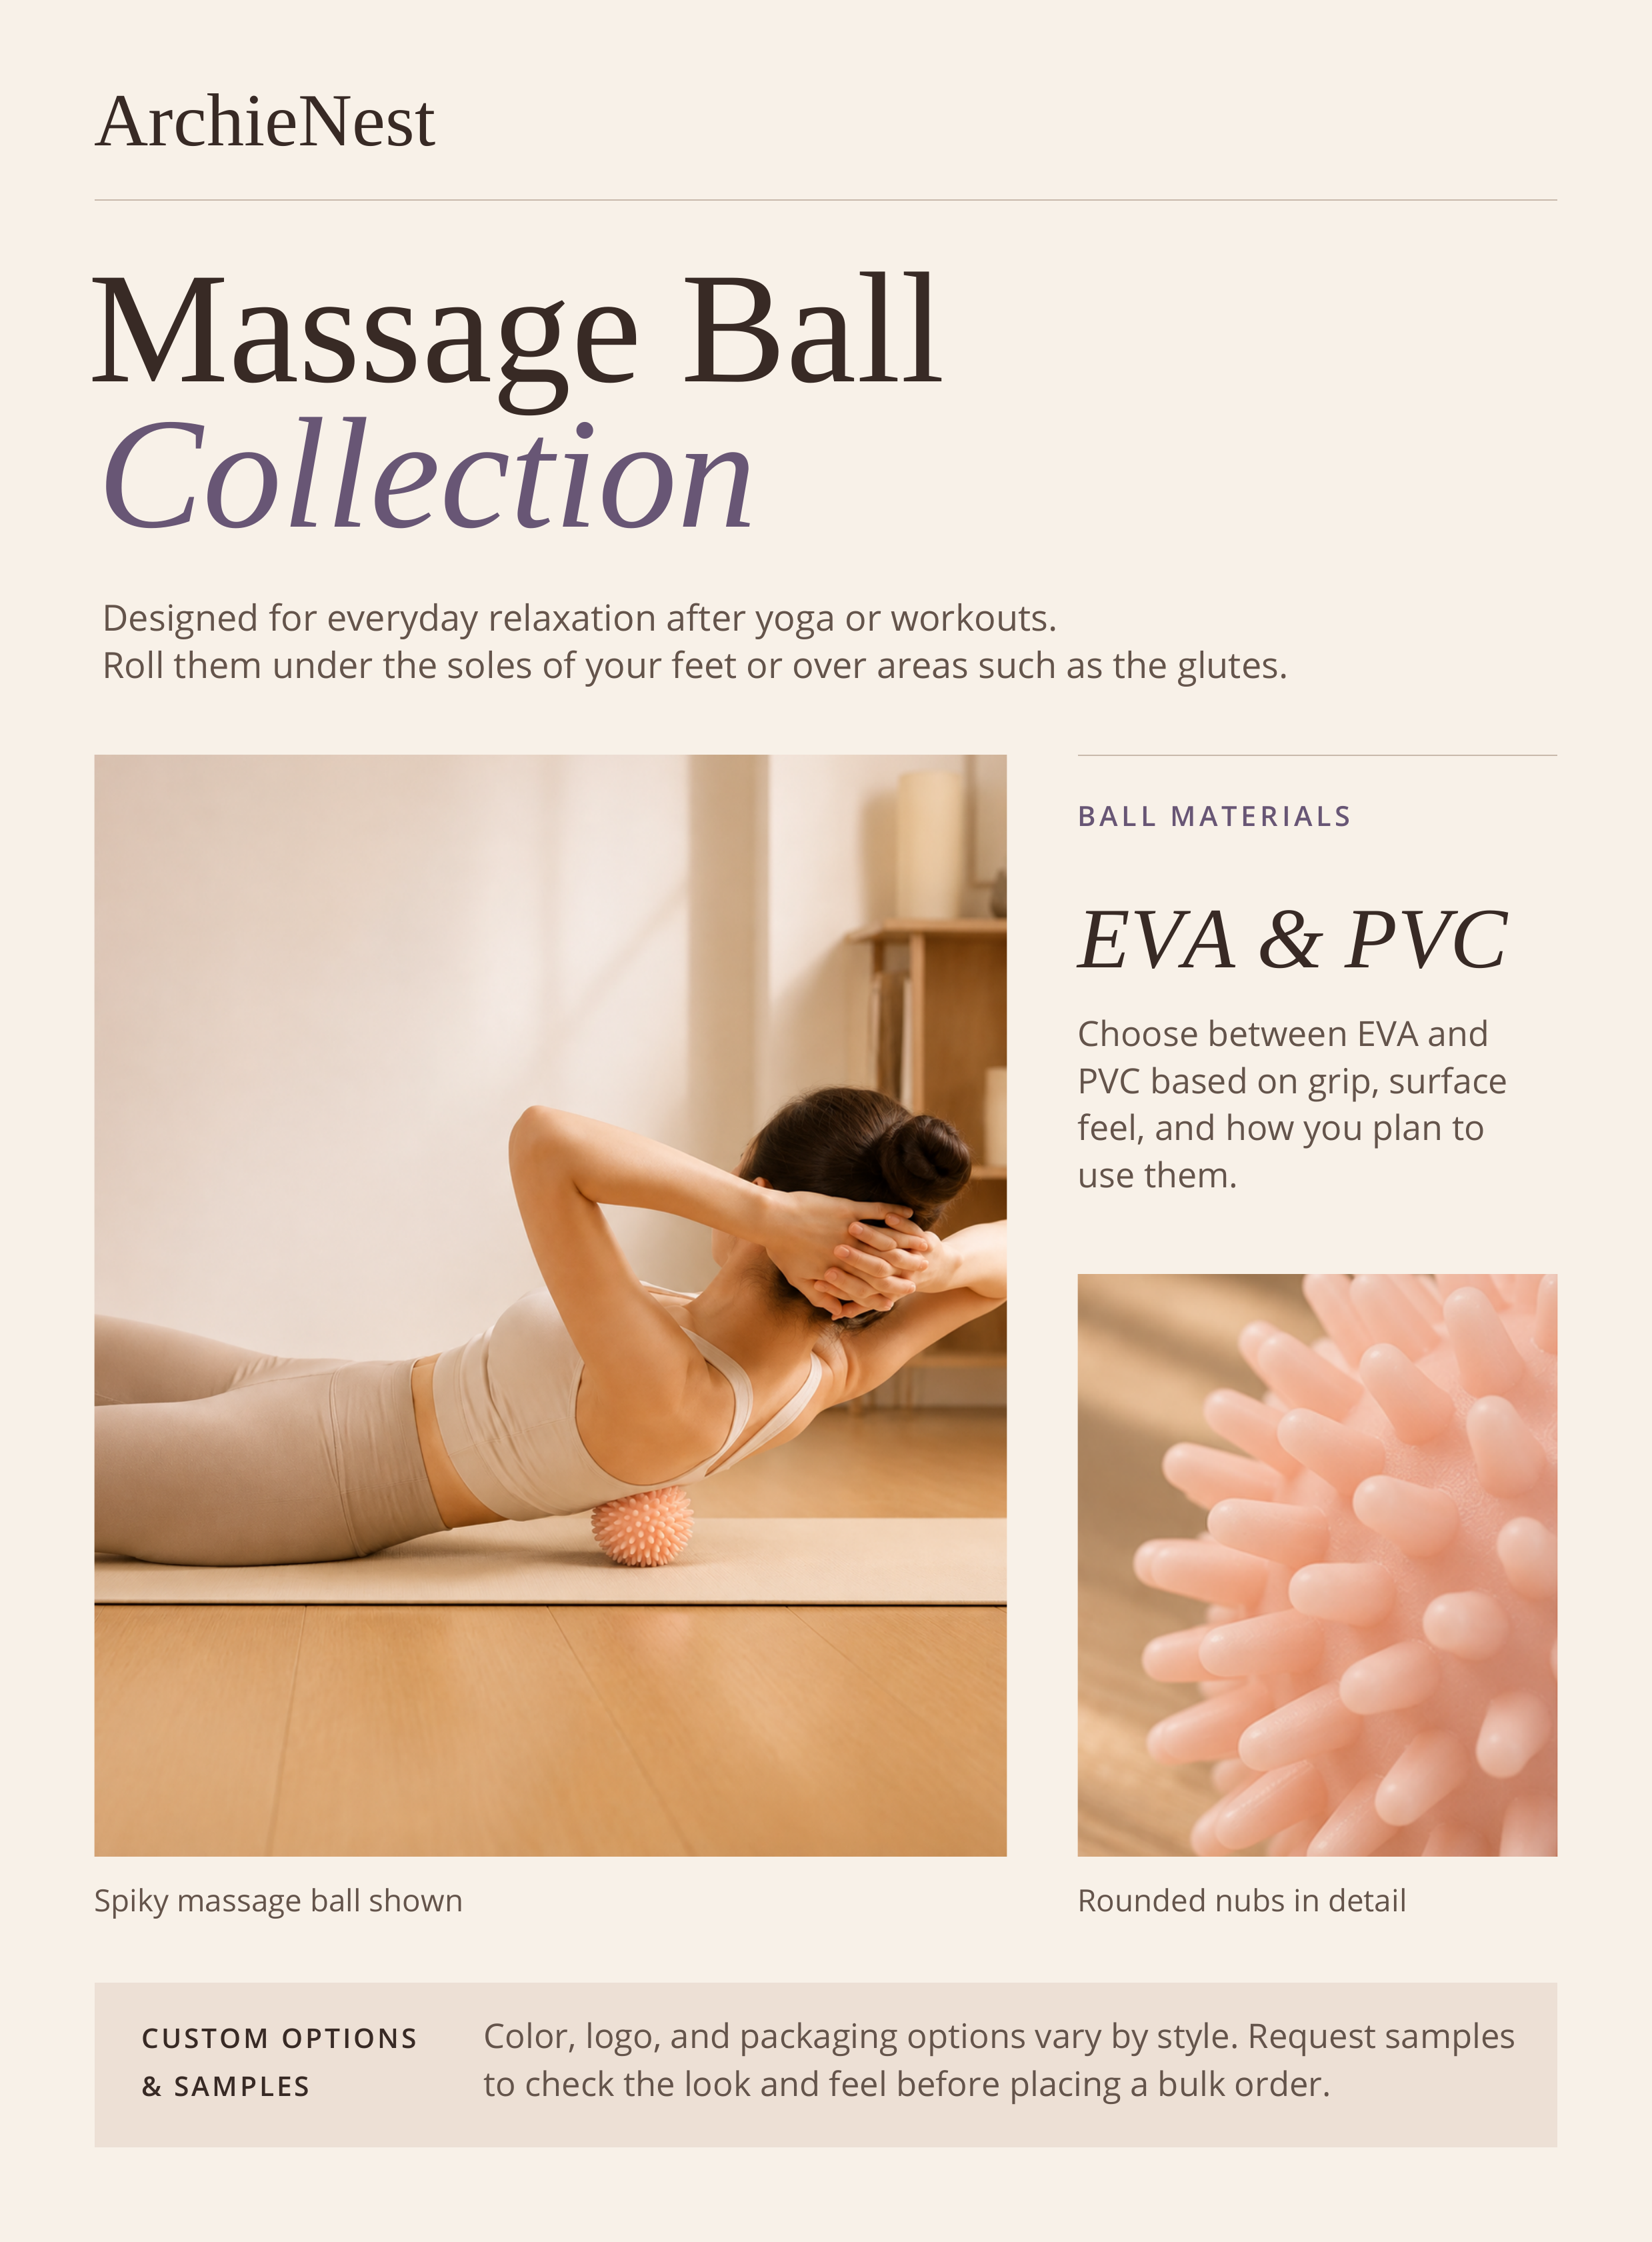 ArchieNest
Massage Ball
Collection
Designed for everyday relaxation after yoga or workouts.
Roll them under the soles of your feet or over areas such as the glutes.
BALL MATERIALS
EVA & PVC
Choose between EVA and
PVC based on grip, surface
feel, and how you plan to
use them.
Spiky massage ball shown
Rounded nubs in detail
CUSTOM OPTIONS
& SAMPLES
Color, logo, and packaging options vary by style. Request samples
to check the look and feel before placing a bulk order.